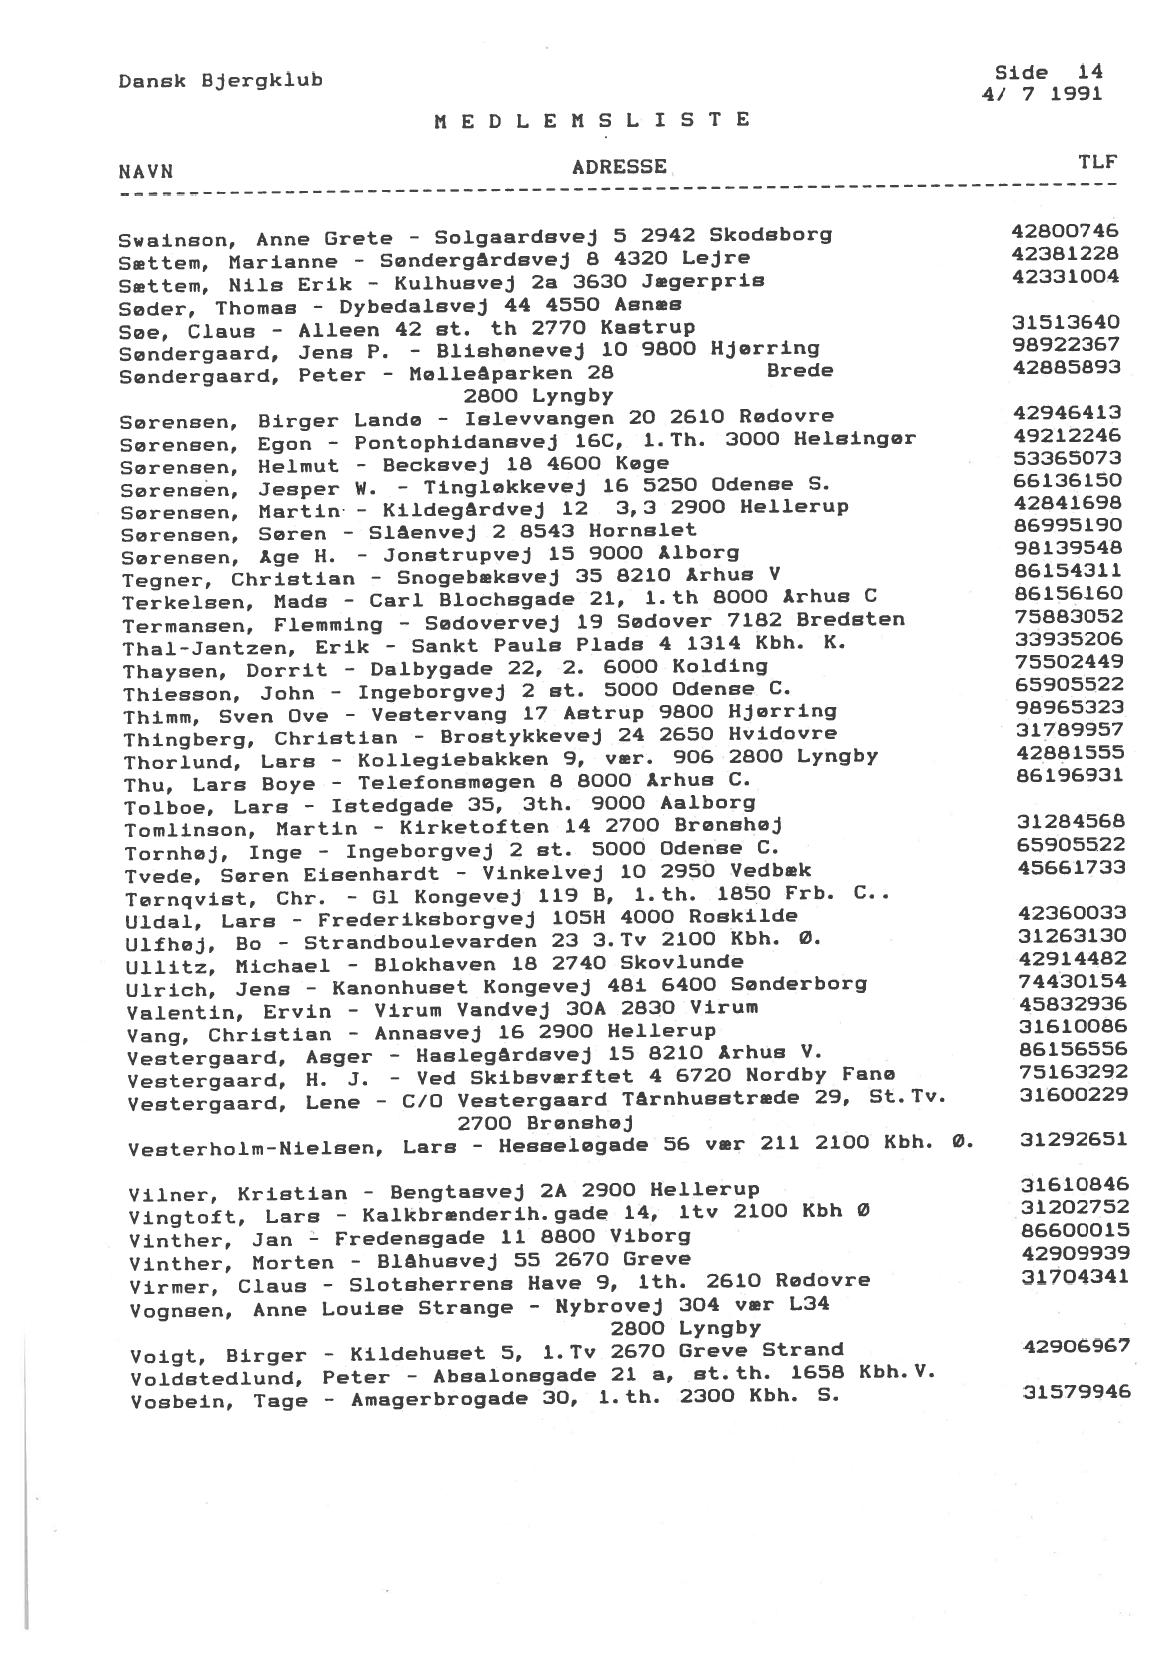 Dansk Bjergklub Side 14
4/ 7 1991
M E D L E M S L I S T E
NAVN ADRESSE TLF
-------------------------------------------------------------------------
Swainson, Anne Grete - Solgaardsvej 5 2942 Skodsborg 42800746
Sættem, Marianne - Søndergårdsvej 8 4320 Lejre 42381228
Sættem, Nils Erik - Kulhusvej 2a 3630 Jægerpris 42331004
Søder, Thomas - Dybedalsvej 44 4550 Asnæs
Søe, Claus - Alleen 42 st. th 2770 Kastrup 31513640
Søndergaard, Jens P. - Blishønevej 10 9800 Hjørring 98922367
Søndergaard, Peter - Mølleåparken 28 Brede 42885893
2800 Lyngby
Sørensen, Birger Landø - Islevvangen 20 2610 Rødovre 42946413
Sørensen, Egon - Pontophidansvej 16C, 1.Th. 3000 Helsingør 49212246
Sørensen, Helmut - Becksvej 18 4600 Køge 53365073
Sørensen, Jesper W. - Tingløkkevej 16 5250 Odense S. 66136150
Sørensen, Martin - Kildegårdvej 12 3,3 2900 Hellerup 42841698
Sørensen, Søren - Slåenvej 2 8543 Hornslet 86995190
Sørensen, Åge H. - Jonstrupvej 15 9000 Ålborg 98139548
Tegner, Christian - Snogebæksvej 35 8210 Århus V 86154311
Terkelsen, Mads - Carl Blochsgade 21, 1.th 8000 Århus C 86156160
Termansen, Flemming - Sødovervej 19 Sødover 7182 Bredsten 75883052
Thal-Jantzen, Erik - Sankt Pauls Plads 4 1314 Kbh. K. 33935206
Thaysen, Dorrit - Dalbygade 22, 2. 6000 Kolding 75502449
Thiesson, John - Ingeborgvej 2 st. 5000 Odense C. 65905522
Thimm, Sven Ove - Vestervang 17 Astrup 9800 Hjørring 98965323
Thingberg, Christian - Brostykkevej 24 2650 Hvidovre 31789957
Thorlund, Lars - Kollegiebakken 9, vær. 906 2800 Lyngby 42881555
Thu, Lars Boye - Telefonsmøgen 8 8000 Århus C. 86196931
Tolboe, Lars - Istedgade 35, 3th. 9000 Aalborg
Tomlinson, Martin - Kirketoften 14 2700 Brønshøj 31284568
Tornhøj, Inge - Ingeborgvej 2 st. 5000 Odense C. 65905522
Tvede, Søren Eisenhardt - Vinkelvej 10 2950 Vedbæk 45661733
Tørnqvist, Chr. - Gl Kongevej 119 B, 1.th. 1850 Frb. C..
Uldal, Lars - Frederiksborgvej 105H 4000 Roskilde 42360033
Ulfhøj, Bo - Strandboulevarden 23 3.Tv 2100 Kbh. Ø. 31263130
Ullitz, Michael - Blokhaven 18 2740 Skovlunde 42914482
Ulrich, Jens - Kanonhuset Kongevej 48i 6400 Sønderborg 74430154
Valentin, Ervin - Virum Vandvej 30A 2830 Virum 45832936
Vang, Christian - Annasvej 16 2900 Hellerup 31610086
Vestergaard, Asger - Haslegårdsvej 15 8210 Århus V. 86156556
Vestergaard, H. J. - Ved Skibsværftet 4 6720 Nordby Fanø 75163292
Vestergaard, Lene - C/O Vestergaard Tårnhusstræde 29, St.Tv. 31600229
2700 Brønshøj
Vesterholm-Nielsen, Lars - Hesseløgade 56 vær 211 2100 Kbh. Ø. 31292651
Vilner, Kristian - Bengtasvej 2A 2900 Hellerup 31610846
Vingtoft, Lars - Kalkbrænderih.gade 14, 1tv 2100 Kbh Ø 31202752
Vinther, Jan - Fredensgade 11 8800 Viborg 86600015
Vinther, Morten - Blåhusvej 55 2670 Greve 42909939
Virmer, Claus - Slotsherrens Have 9, 1th. 2610 Rødovre 31704341
Vognsen, Anne Louise Strange - Nybrovej 304 vær L34
2800 Lyngby
Voigt, Birger - Kildehuset 5, 1.Tv 2670 Greve Strand 42906967
Voldstedlund, Peter - Absalonsgade 21 a, st.th. 1658 Kbh.V.
Vosbein, Tage - Amagerbrogade 30, 1.th. 2300 Kbh. S. 31579946